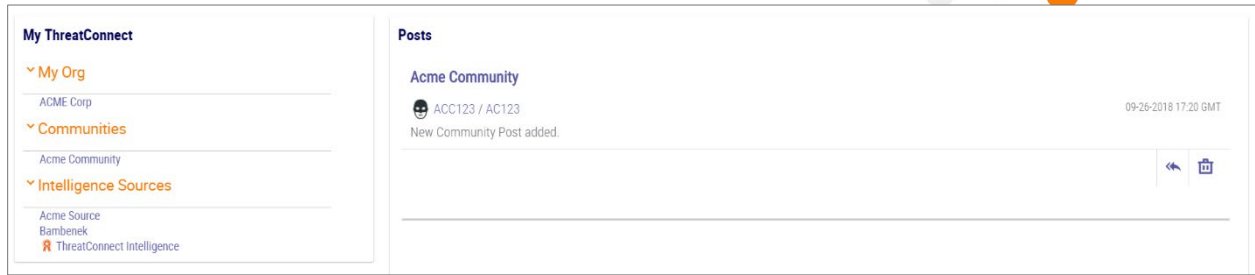 My ThreatConnect
My Org
ACME Corp
Communities
Acme Community
Intelligence Sources
Acme Source
Bambenek
ThreatConnect Intelligence
Posts
Acme Community
ACC123 / AC123
09-26-2018 17:20 GMT
New Community Post added.